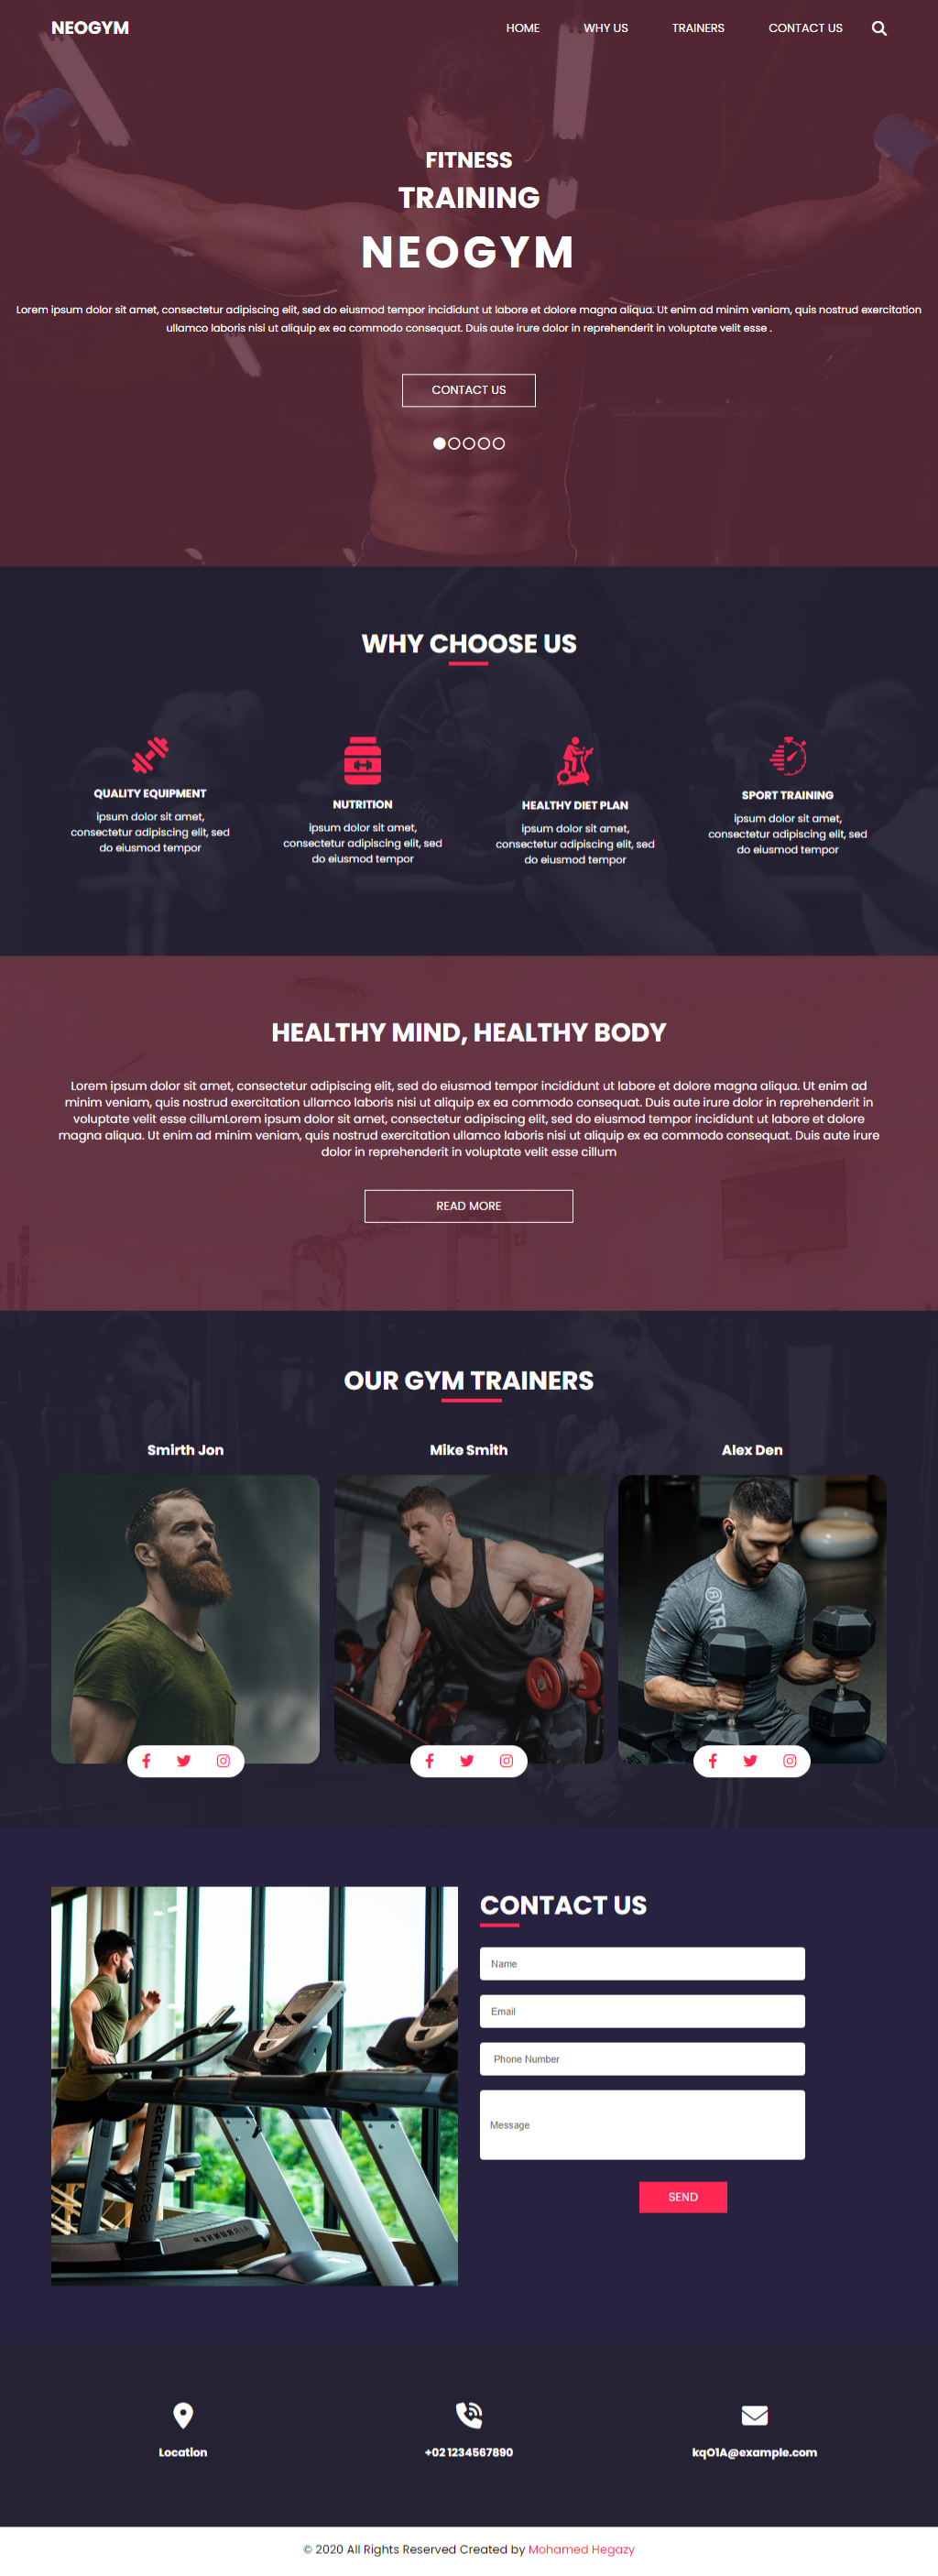 NEOGYM
HOME WHY US TRAINERS CONTACT US
FITNESS
TRAINING
NEOGYM
Lorem ipsum dolor sit amet, consectetur adipiscing elit, sed do eiusmod tempor incididunt ut labore et dolore magna aliqua. Ut enim ad minim veniam, quis nostrud exercitation
ullamco laboris nisi ut aliquip ex ea commodo consequat. Duis aute irure dolor in reprehenderit in voluptate velit esse .
CONTACT US
WHY CHOOSE US
QUALITY EQUIPMENT
ipsum dolor sit amet,
consectetur adipiscing elit, sed
do eiusmod tempor
NUTRITION
ipsum dolor sit amet,
consectetur adipiscing elit, sed
do eiusmod tempor
HEALTHY DIET PLAN
ipsum dolor sit amet,
consectetur adipiscing elit, sed
do eiusmod tempor
SPORT TRAINING
ipsum dolor sit amet,
consectetur adipiscing elit, sed
do eiusmod tempor
HEALTHY MIND, HEALTHY BODY
Lorem ipsum dolor sit amet, consectetur adipiscing elit, sed do eiusmod tempor incididunt ut labore et dolore magna aliqua. Ut enim ad
minim veniam, quis nostrud exercitation ullamco laboris nisi ut aliquip ex ea commodo consequat. Duis aute irure dolor in reprehenderit in
voluptate velit esse cillumLorem ipsum dolor sit amet, consectetur adipiscing elit, sed do eiusmod tempor incididunt ut labore et dolore
magna aliqua. Ut enim ad minim veniam, quis nostrud exercitation ullamco laboris nisi ut aliquip ex ea commodo consequat. Duis aute irure
dolor in reprehenderit in voluptate velit esse cillum
READ MORE
OUR GYM TRAINERS
Smirth Jon
Mike Smith
Alex Den
CONTACT US
Name
Email
Phone Number
Message
SEND
Location
+02 1234567890
kqO1A@example.com
© 2020 All Rights Reserved Created by Mohamed Hegazy